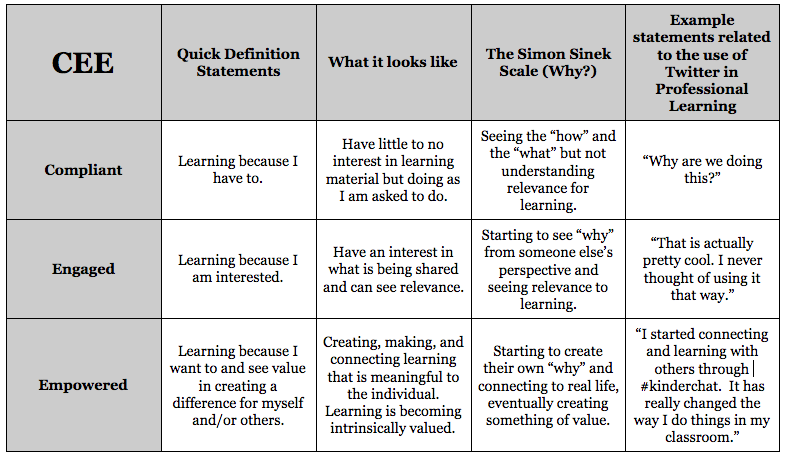 CEE
Quick Definition
Statements
What it looks like
The Simon Sinek
Scale (Why?)
Example
statements related
to the use of
Twitter in
Professional
Learning
Compliant
Learning because I
have to.
Have little to no
interest in learning
material but doing as
I am asked to do.
Seeing the “how” and
the “what” but not
understanding
relevance for
learning.
“Why are we doing
this?”
Engaged
Learning because I
am interested.
Have an interest in
what is being shared
and can see relevance.
Starting to see “why”
from someone else’s
perspective and
seeing relevance to
learning.
“That is actually
pretty cool. I never
thought of using it
that way.”
Empowered
Learning because I
want to and see value
in creating a
difference for myself
and/or others.
Creating, making, and
connecting learning
that is meaningful to
the individual.
Learning is becoming
intrinsically valued.
Starting to create
their own “why” and
connecting to real life,
eventually creating
something of value.
“I started connecting
and learning with
others through
#kinderchat.  It has
really changed the
way I do things in my
classroom.”